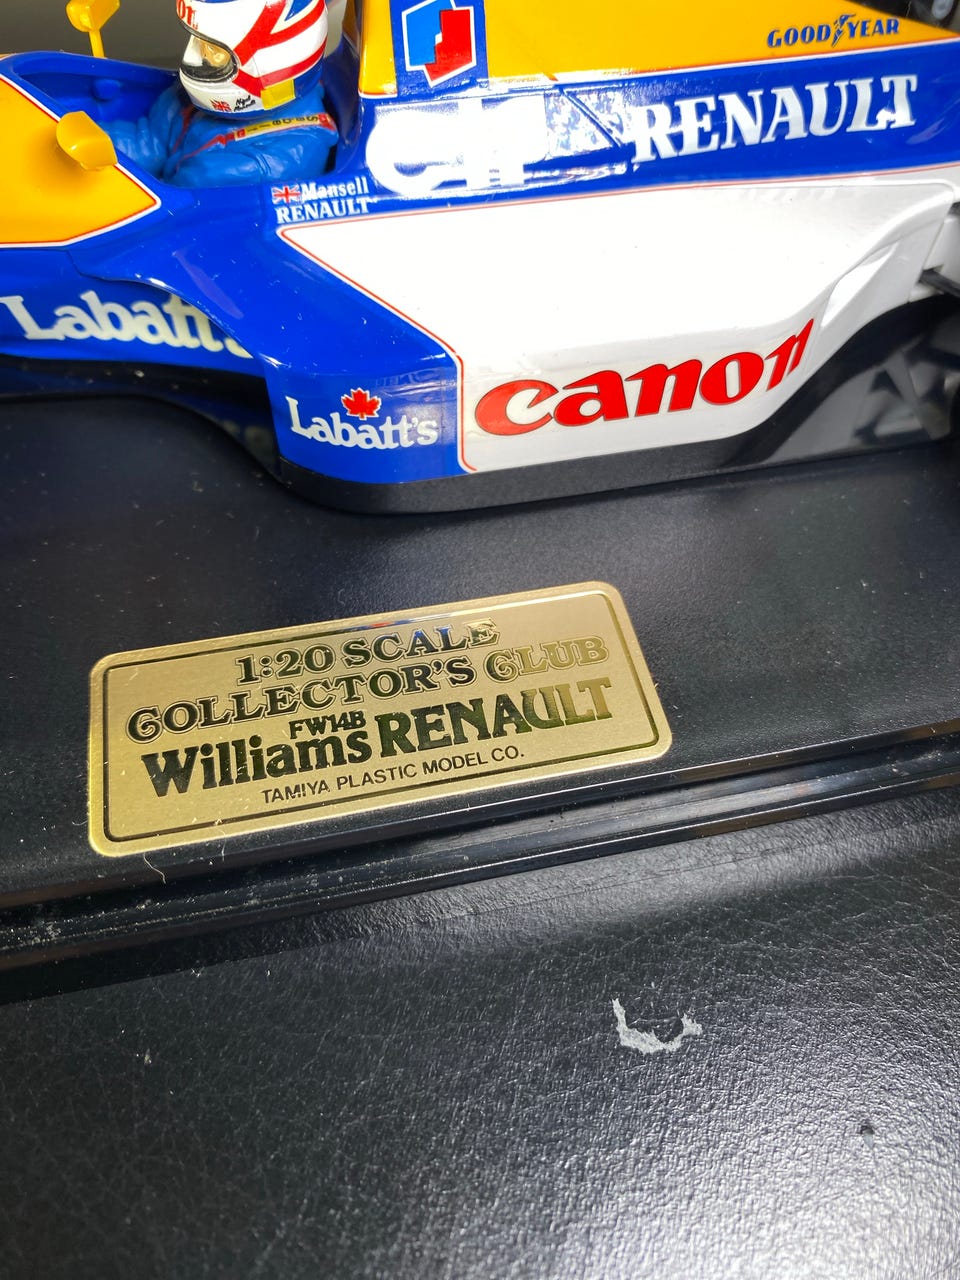 GOODYEAR
RENAULT
Mansell
RENAULT
Labatt's
canon
Labatt's
1:20 SCALE
COLLECTOR'S CLUB
FW14B
Williams RENAULT
TAMIYA PLASTIC MODEL CO.